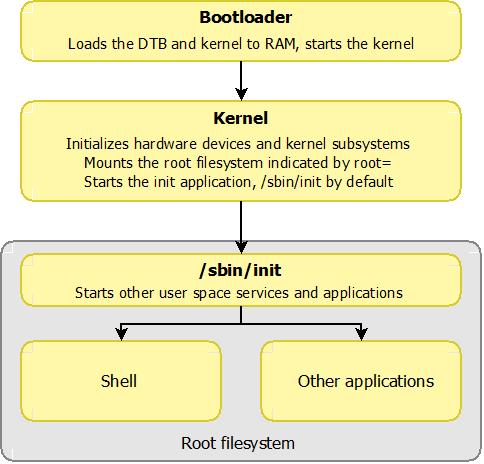 Bootloader
Loads the DTB and kernel to RAM, starts the kernel
Kernel
Initializes hardware devices and kernel subsystems
Mounts the root filesystem indicated by root=
Starts the init application, /sbin/init by default
/sbin/init
Starts other user space services and applications
Shell
Other applications
Root filesystem